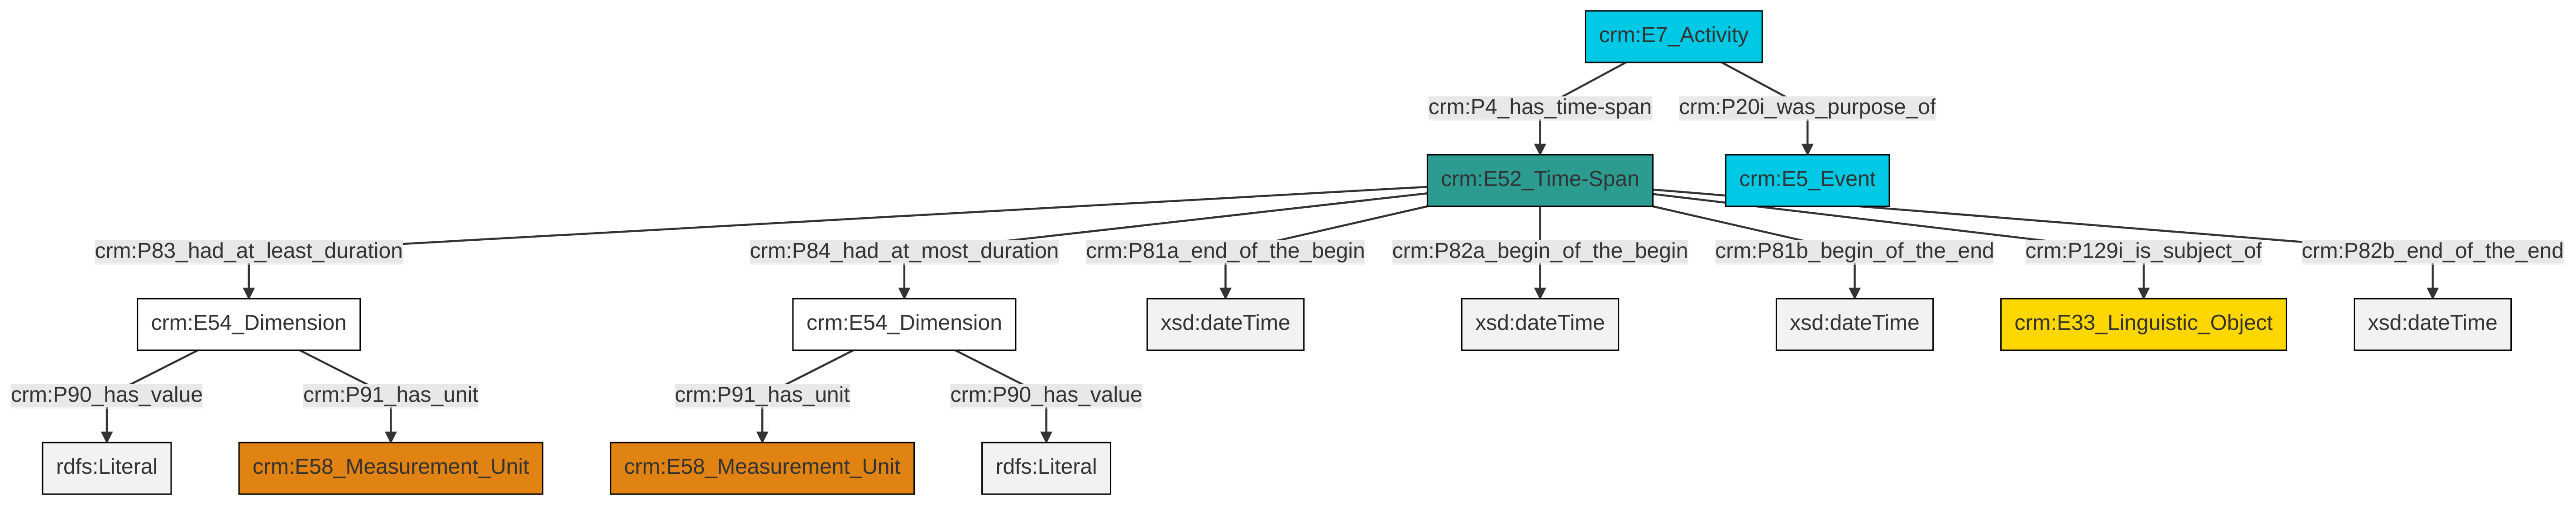 crm:E7_Activity
crm:P4_has_time-span
crm:P20i_was_purpose_of
crm:E52_Time-Span
crm:E5_Event
crm:P83_had_at_least_duration
crm:P84_had_at_most_duration
crm:P81a_end_of_the_begin
crm:P82a_begin_of_the_begin
crm:P81b_begin_of_the_end
crm:P129i_is_subject_of
crm:P82b_end_of_the_end
crm:E54_Dimension
crm:E54_Dimension
xsd:dateTime
xsd:dateTime
xsd:dateTime
crm:E33_Linguistic_Object
xsd:dateTime
crm:P90_has_value
crm:P91_has_unit
crm:P91_has_unit
crm:P90_has_value
rdfs:Literal
crm:E58_Measurement_Unit
crm:E58_Measurement_Unit
rdfs:Literal